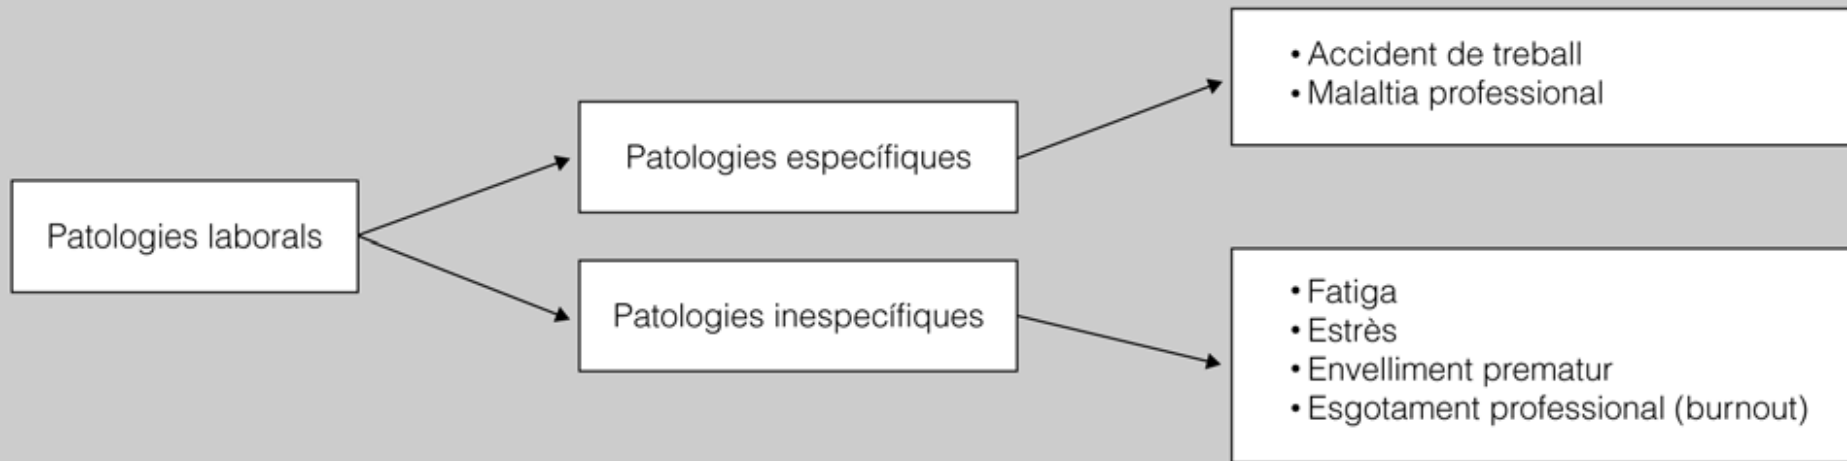 Patologies laborals
Patologies específiques
• Accident de treball
• Malaltia professional
Patologies inespecífiques
• Fatiga
• Estrès
• Envelliment prematur
• Esgotament professional (burnout)